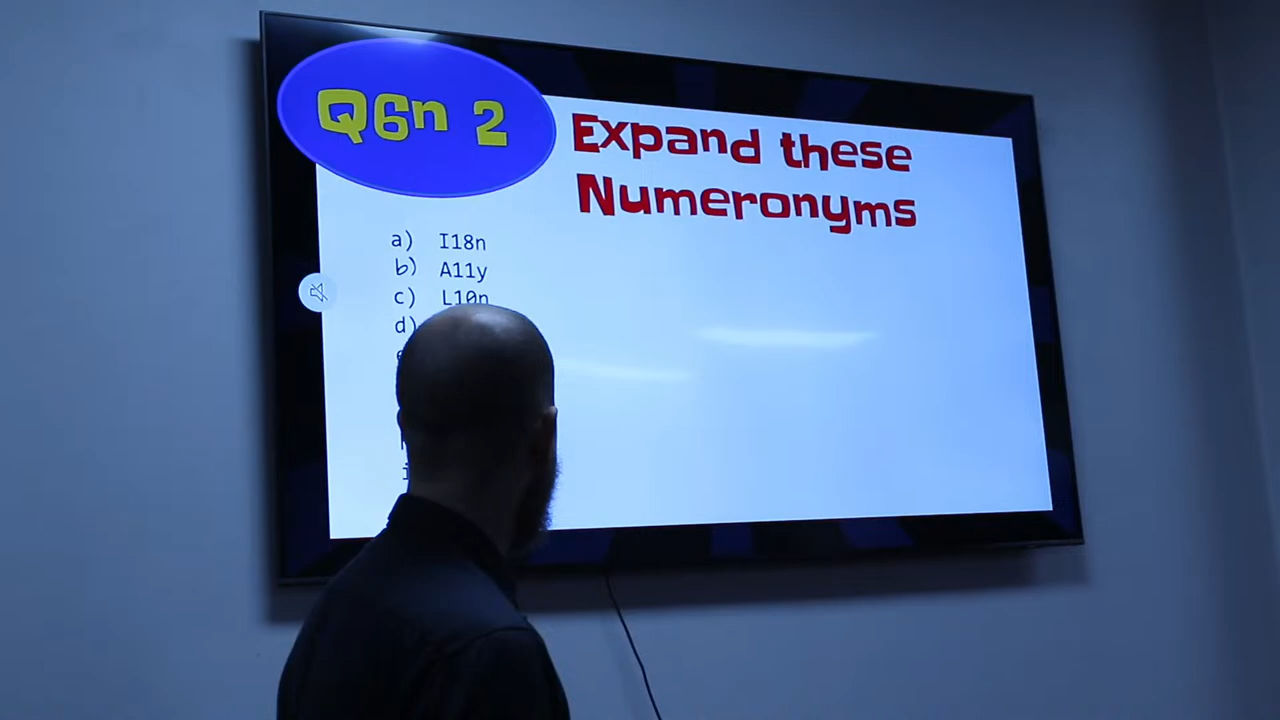 Q6n 2
Expand these
Numeronyms
a) I18n
b) A11y
c) L10n
d)